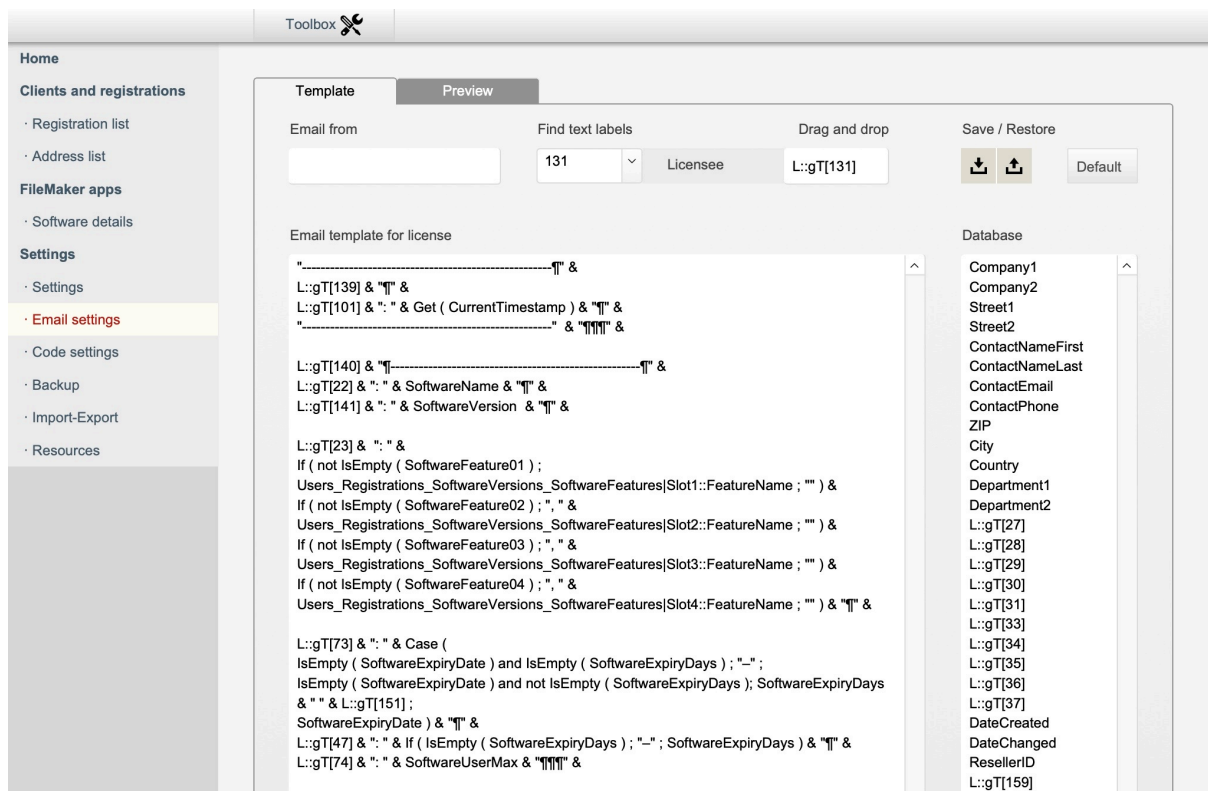 Toolbox
Home
Clients and registrations
· Registration list
· Address list
FileMaker apps
· Software details
Settings
· Settings
· Email settings
· Code settings
· Backup
· Import-Export
· Resources
Template Preview
Email from Find text labels Drag and drop Save / Restore
131 Licensee L::gT[131] Default
Email template for license
"-----------------------------------------------------¶" &
L::gT[139] & "¶" &
L::gT[101] & ": " & Get ( CurrentTimestamp ) & "¶" &
"-----------------------------------------------------" & "¶¶¶" &
L::gT[140] & "¶-----------------------------------------------------¶" &
L::gT[22] & ": " & SoftwareName & "¶" &
L::gT[141] & ": " & SoftwareVersion & "¶" &
L::gT[23] & ": " &
If ( not IsEmpty ( SoftwareFeature01 ) ;
Users_Registrations_SoftwareVersions_SoftwareFeatures|Slot1::FeatureName ; "" ) &
If ( not IsEmpty ( SoftwareFeature02 ) ; ", " &
Users_Registrations_SoftwareVersions_SoftwareFeatures|Slot2::FeatureName ; "" ) &
If ( not IsEmpty ( SoftwareFeature03 ) ; ", " &
Users_Registrations_SoftwareVersions_SoftwareFeatures|Slot3::FeatureName ; "" ) &
If ( not IsEmpty ( SoftwareFeature04 ) ; ", " &
Users_Registrations_SoftwareVersions_SoftwareFeatures|Slot4::FeatureName ; "" ) & "¶" &
L::gT[73] & ": " & Case (
IsEmpty ( SoftwareExpiryDate ) and IsEmpty ( SoftwareExpiryDays ) ; "–" ;
IsEmpty ( SoftwareExpiryDate ) and not IsEmpty ( SoftwareExpiryDays ); SoftwareExpiryDays
& " " & L::gT[151] ;
SoftwareExpiryDate ) & "¶" &
L::gT[47] & ": " & If ( IsEmpty ( SoftwareExpiryDays ) ; "–" ; SoftwareExpiryDays ) & "¶" &
L::gT[74] & ": " & SoftwareUserMax & "¶¶¶" &
Database
Company1
Company2
Street1
Street2
ContactNameFirst
ContactNameLast
ContactEmail
ContactPhone
ZIP
City
Country
Department1
Department2
L::gT[27]
L::gT[28]
L::gT[29]
L::gT[30]
L::gT[31]
L::gT[33]
L::gT[34]
L::gT[35]
L::gT[36]
L::gT[37]
DateCreated
DateChanged
ResellerID
L::gT[159]